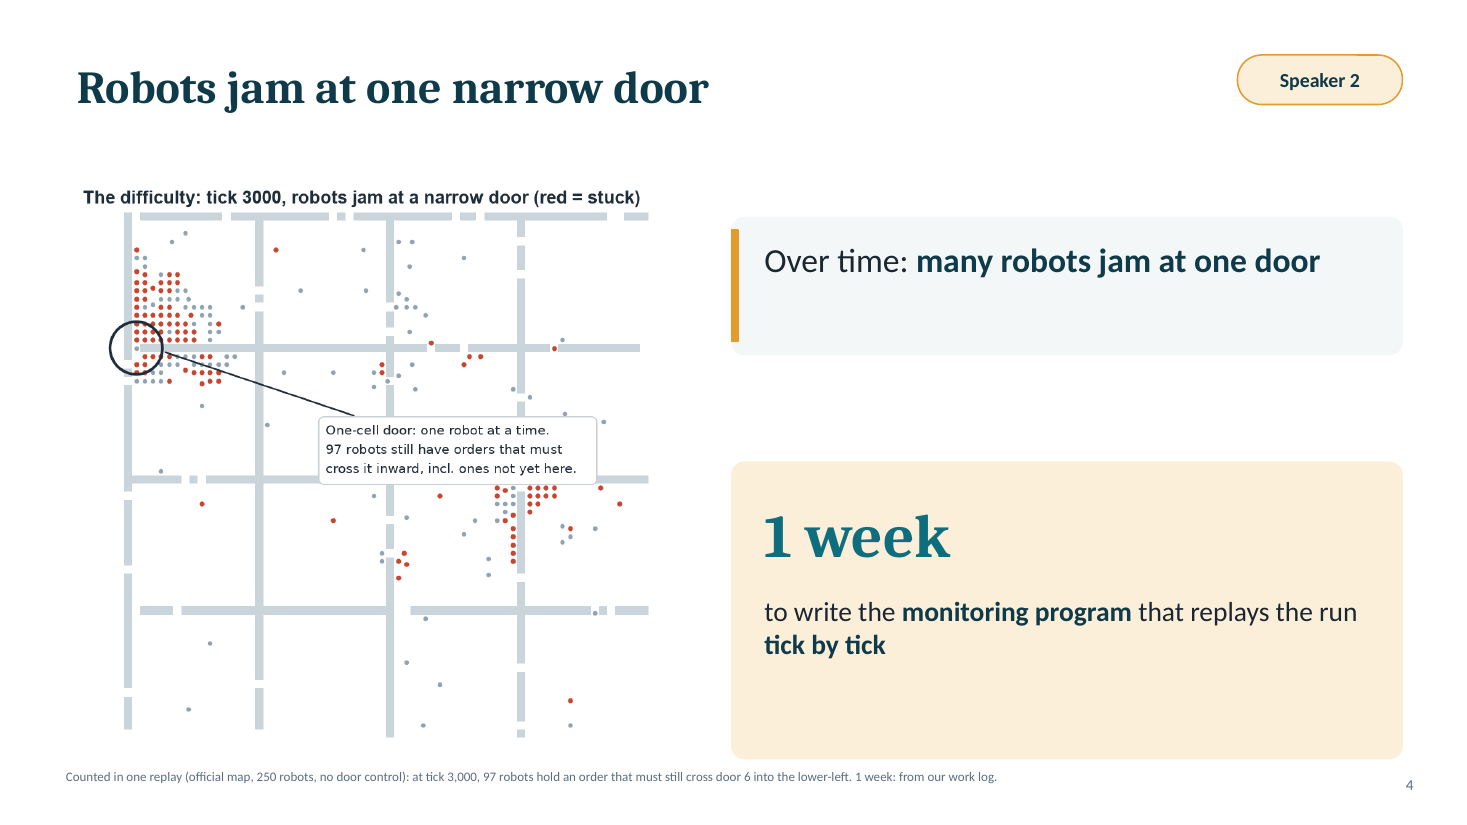 Robots jam at one narrow door
Speaker 2
The difficulty: tick 3000, robots jam at a narrow door (red = stuck)
One-cell door: one robot at a time.
97 robots still have orders that must
cross it inward, incl. ones not yet here.
Over time: many robots jam at one door
1 week
to write the monitoring program that replays the run
tick by tick
Counted in one replay (official map, 250 robots, no door control): at tick 3,000, 97 robots hold an order that must still cross door 6 into the lower-left. 1 week: from our work log.
4